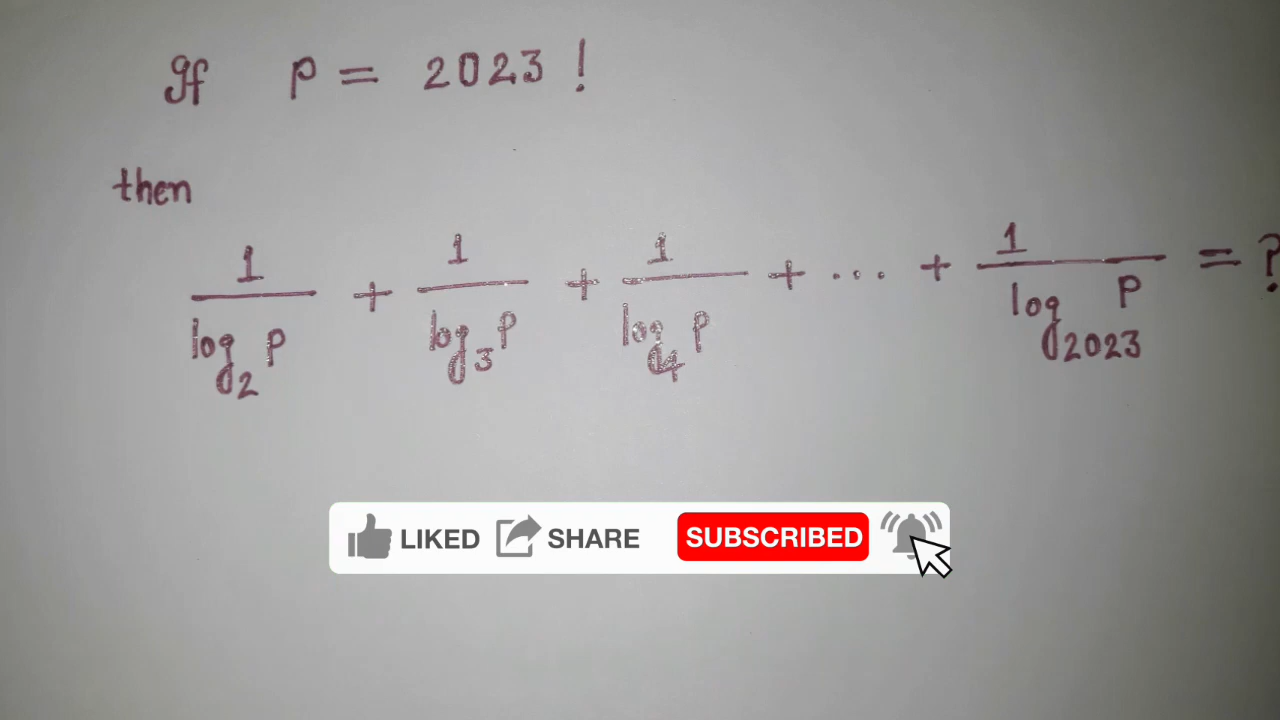 If P = 2023 !
then
1/log₂ P + 1/log₃ P + 1/log₄ P + ... + 1/log₂₀₂₃ P = ?
LIKED SHARE SUBSCRIBED